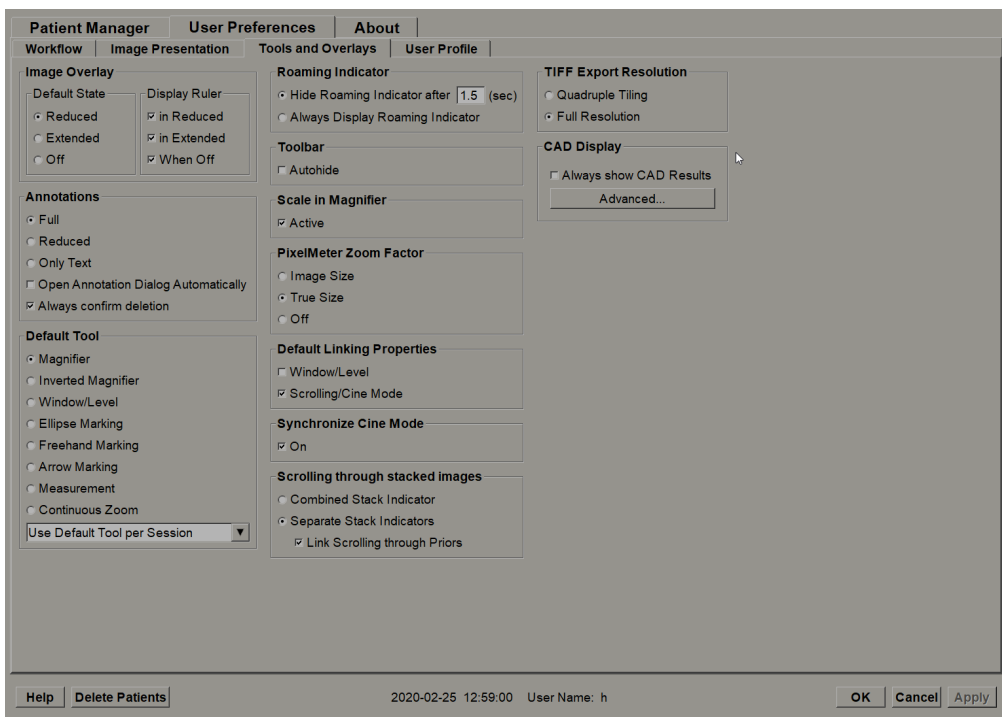 Patient Manager User Preferences About
Workflow Image Presentation Tools and Overlays User Profile
Image Overlay
Default State
Reduced
Extended
Off
Display Ruler
in Reduced
in Extended
When Off
Annotations
Full
Reduced
Only Text
Open Annotation Dialog Automatically
Always confirm deletion
Default Tool
Magnifier
Inverted Magnifier
Window/Level
Ellipse Marking
Freehand Marking
Arrow Marking
Measurement
Continuous Zoom
Use Default Tool per Session
Roaming Indicator
Hide Roaming Indicator after 1.5 (sec)
Always Display Roaming Indicator
Toolbar
Autohide
Scale in Magnifier
Active
PixelMeter Zoom Factor
Image Size
True Size
Off
Default Linking Properties
Window/Level
Scrolling/Cine Mode
Synchronize Cine Mode
On
Scrolling through stacked images
Combined Stack Indicator
Separate Stack Indicators
Link Scrolling through Priors
TIFF Export Resolution
Quadruple Tiling
Full Resolution
CAD Display
Always show CAD Results
Advanced...
Help Delete Patients 2020-02-25 12:59:00 User Name: h OK Cancel Apply